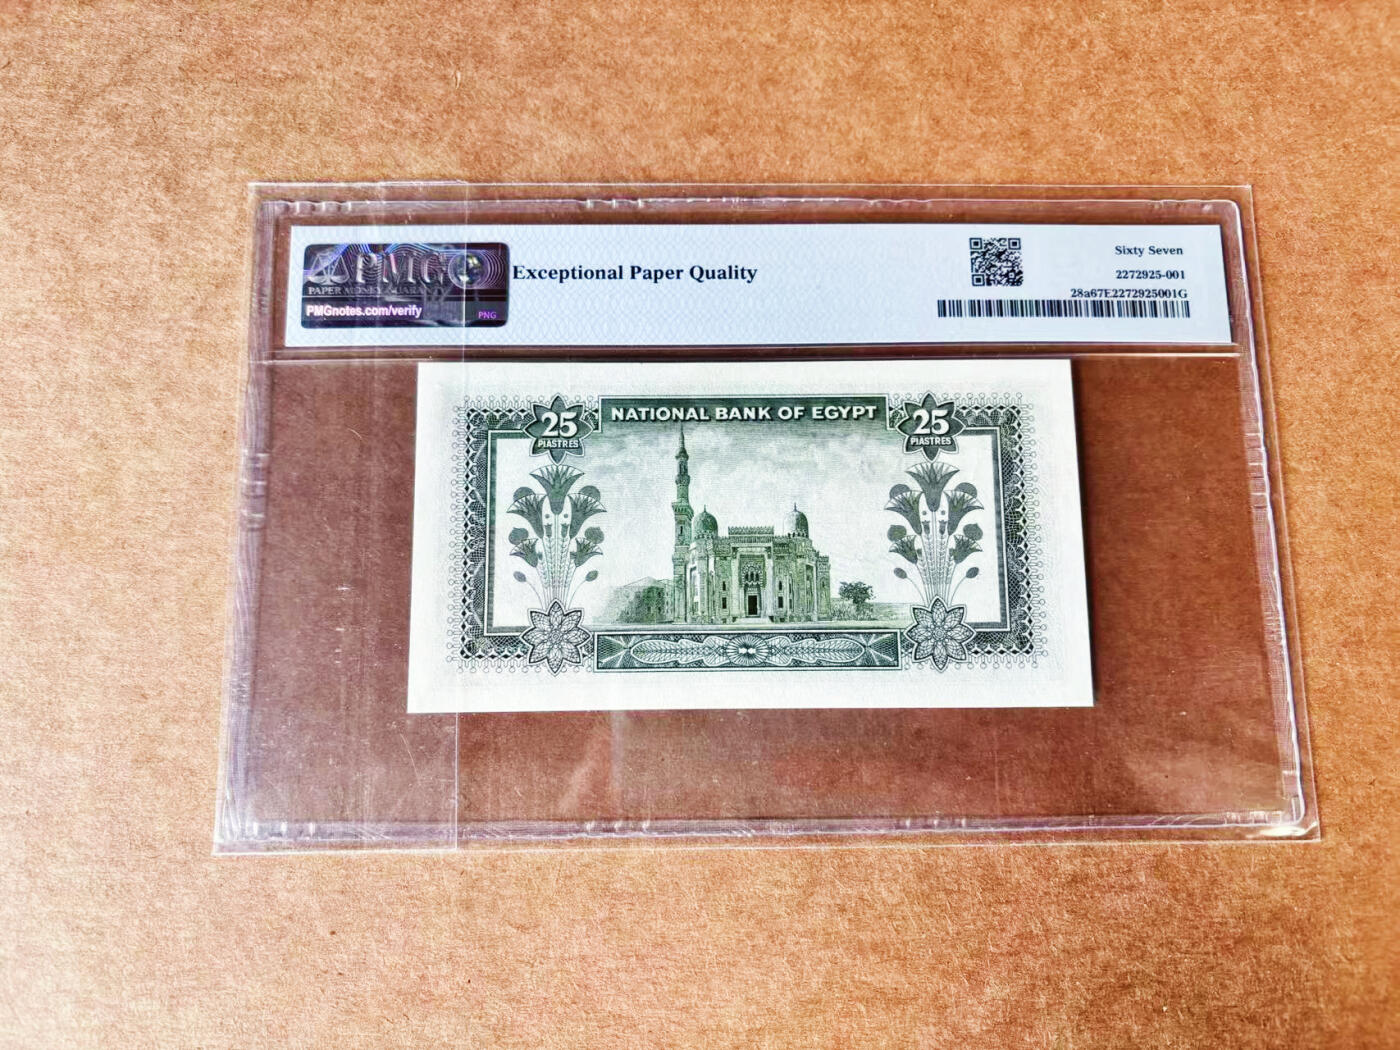 PMG
PAPER MONEY GUARANTY
PMGnotes.com/verify
PNG
Exceptional Paper Quality
Sixty Seven
2272925-001
28a67E2272925001G
25
PIASTRES
NATIONAL BANK OF EGYPT
25
PIASTRES